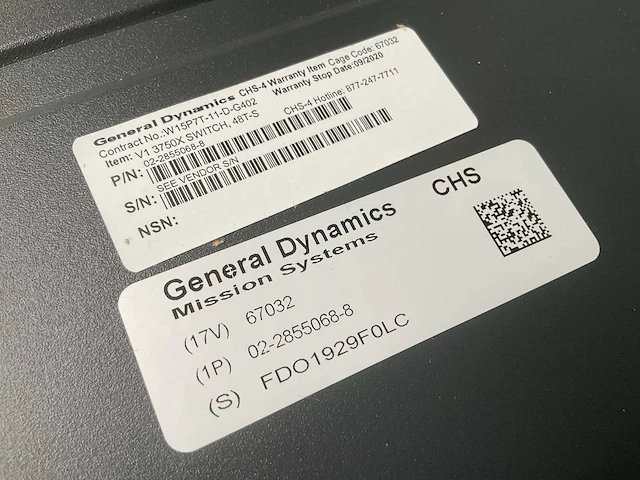 General Dynamics CHS-4 Warranty Item Cage Code: 67032
Contract No.:W15P7T-11-D-G402 Warranty Stop Date:09/2020
Item: V1 3750X SWITCH, 48T-S CHS-4 Hotline: 877-247-7711
02-2855068-8
P/N:
SEE VENDOR S/N
S/N:
NSN:
General Dynamics CHS
Mission Systems
(17V) 67032
(1P) 02-2855068-8
(S) FDO1929F0LC